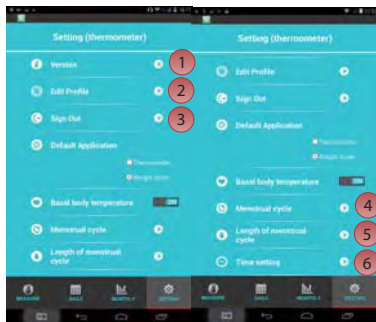 Setting (thermometer)
Version
1
Edit Profile
2
Sign Out
3
Default Application
Thermometer
Weight Scale
Basal body temperature
Menstrual cycle
Length of menstrual
cycle
MEASURE
DAILY
MONTHLY
SETTING
Setting (thermometer)
Edit Profile
Sign Out
Default Application
Thermometer
Weight Scale
Basal body temperature
Menstrual cycle
4
Length of menstrual
cycle
5
Time setting
6
MEASURE
DAILY
MONTHLY
SETTING